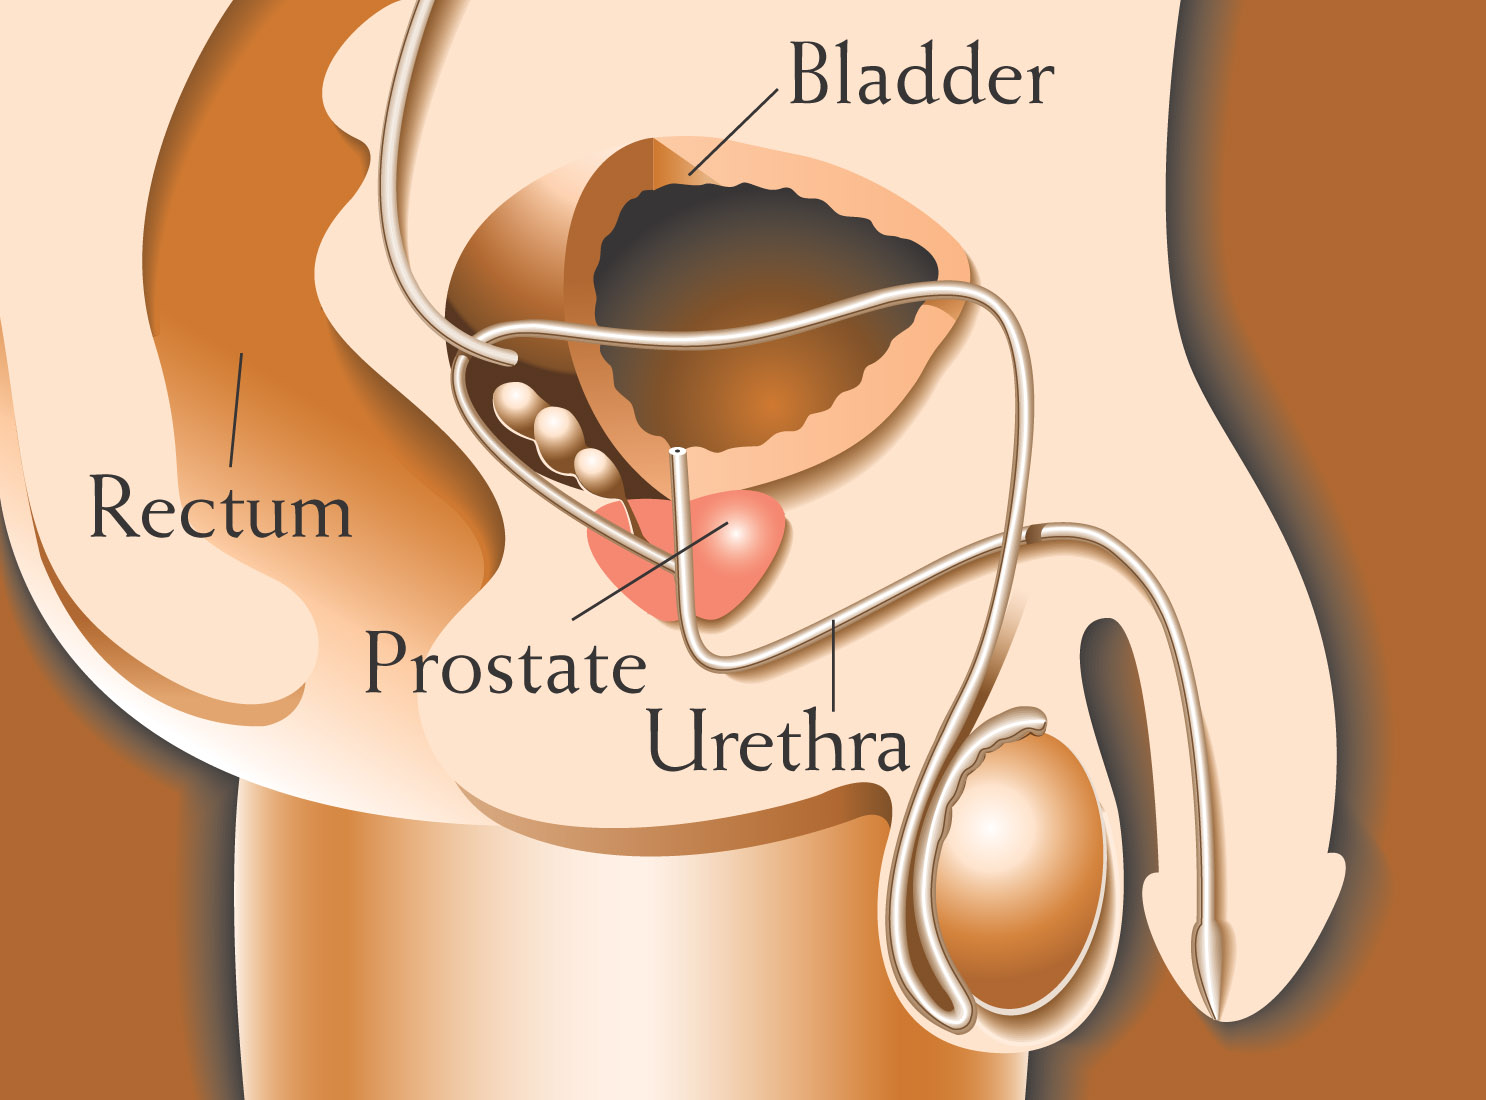 Bladder
Rectum
Prostate
Urethra